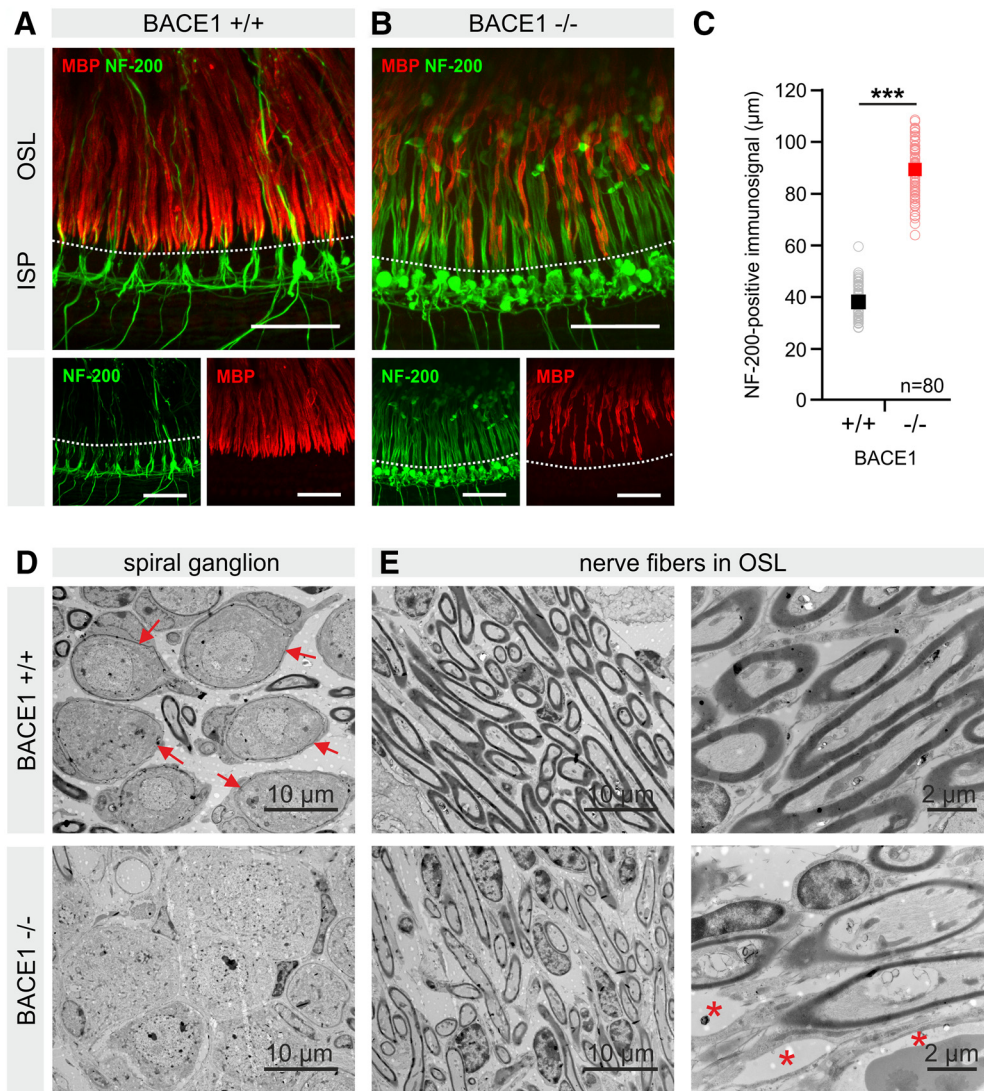 A
BACE1 +/+
B
BACE1 -/-
C
OSL
ISP
MBP NF-200
MBP NF-200
NF-200
MBP
NF-200
MBP
NF-200-positive immunosignal (µm)
120
100
80
60
40
20
0
***
n=80
+/+
-/-
BACE1
D
spiral ganglion
E
nerve fibers in OSL
BACE1 +/+
10 µm
10 µm
2 µm
BACE1 -/-
10 µm
10 µm
* * *
2 µm